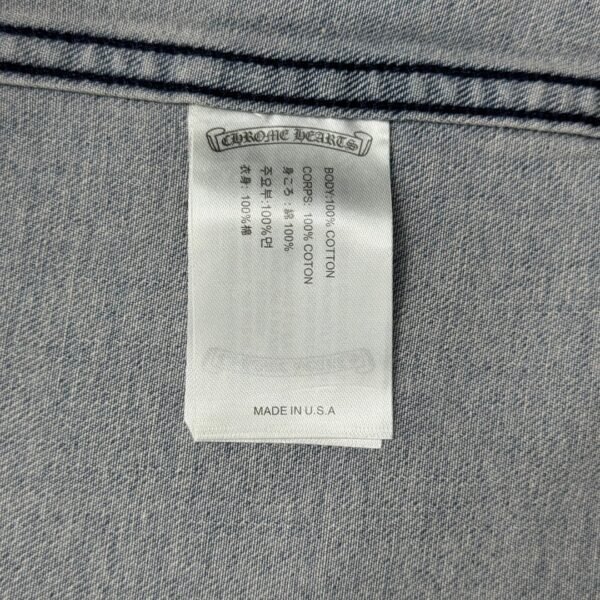 CHROME HEARTS
BODY:100% COTTON
CORPS: 100% COTON
身ごろ : 綿 100%
주요부:100%면
衣身: 100%棉
MADE IN U.S.A